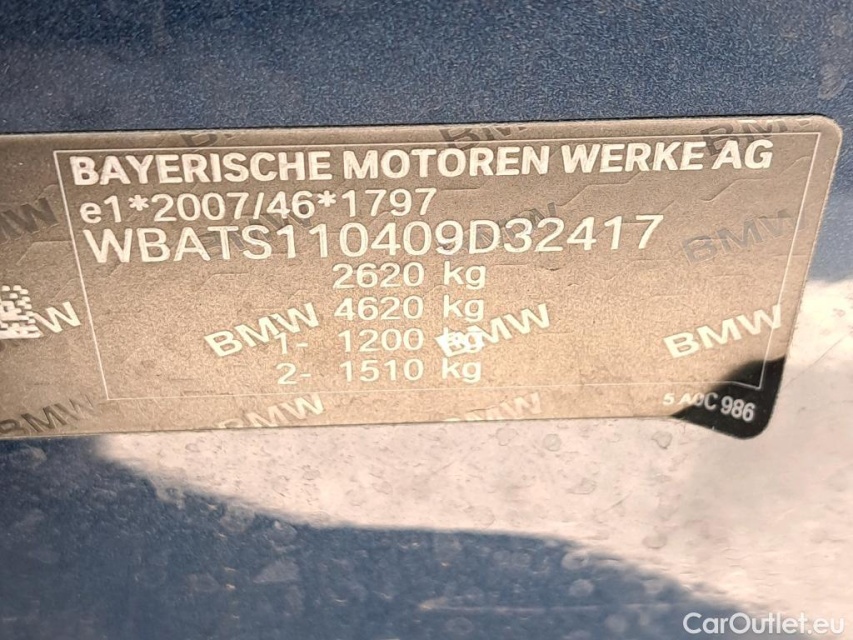 BAYERISCHE MOTOREN WERKE AG
e1*2007/46*1797
WBATS110409D32417
2620 kg
4620 kg
1- 1200 kg
2- 1510 kg
BMW BMW BMW
5 A0C 986
CarOutlet.eu